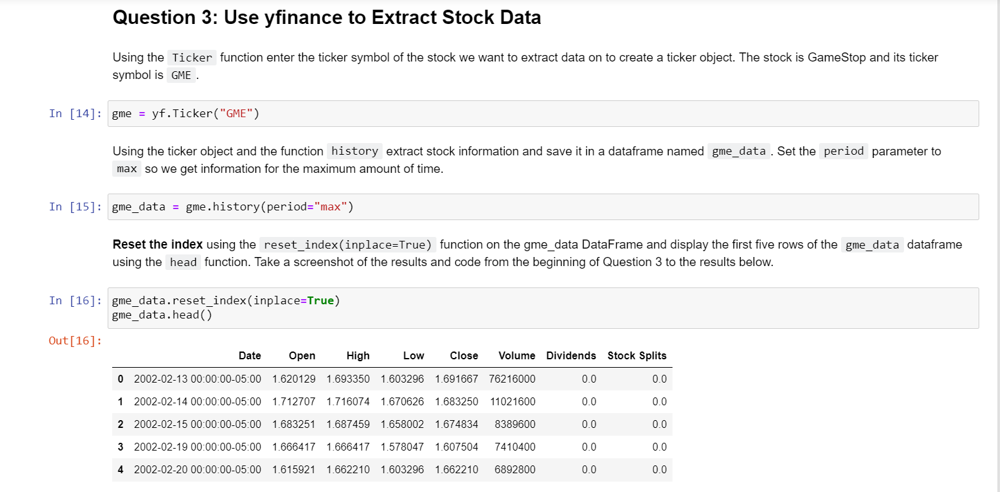 Question 3: Use yfinance to Extract Stock Data
Using the Ticker function enter the ticker symbol of the stock we want to extract data on to create a ticker object. The stock is GameStop and its ticker
symbol is GME .
In [14]: gme = yf.Ticker("GME")
Using the ticker object and the function history extract stock information and save it in a dataframe named gme_data . Set the period parameter to
max so we get information for the maximum amount of time.
In [15]: gme_data = gme.history(period="max")
Reset the index using the reset_index(inplace=True) function on the gme_data DataFrame and display the first five rows of the gme_data dataframe
using the head function. Take a screenshot of the results and code from the beginning of Question 3 to the results below.
In [16]: gme_data.reset_index(inplace=True)
gme_data.head()
Out[16]:
Date Open High Low Close Volume Dividends Stock Splits
0 2002-02-13 00:00:00-05:00 1.620129 1.693350 1.603296 1.691667 76216000 0.0 0.0
1 2002-02-14 00:00:00-05:00 1.712707 1.716074 1.670626 1.683250 11021600 0.0 0.0
2 2002-02-15 00:00:00-05:00 1.683251 1.687459 1.658002 1.674834 8389600 0.0 0.0
3 2002-02-19 00:00:00-05:00 1.666417 1.666417 1.578047 1.607504 7410400 0.0 0.0
4 2002-02-20 00:00:00-05:00 1.615921 1.662210 1.603296 1.662210 6892800 0.0 0.0